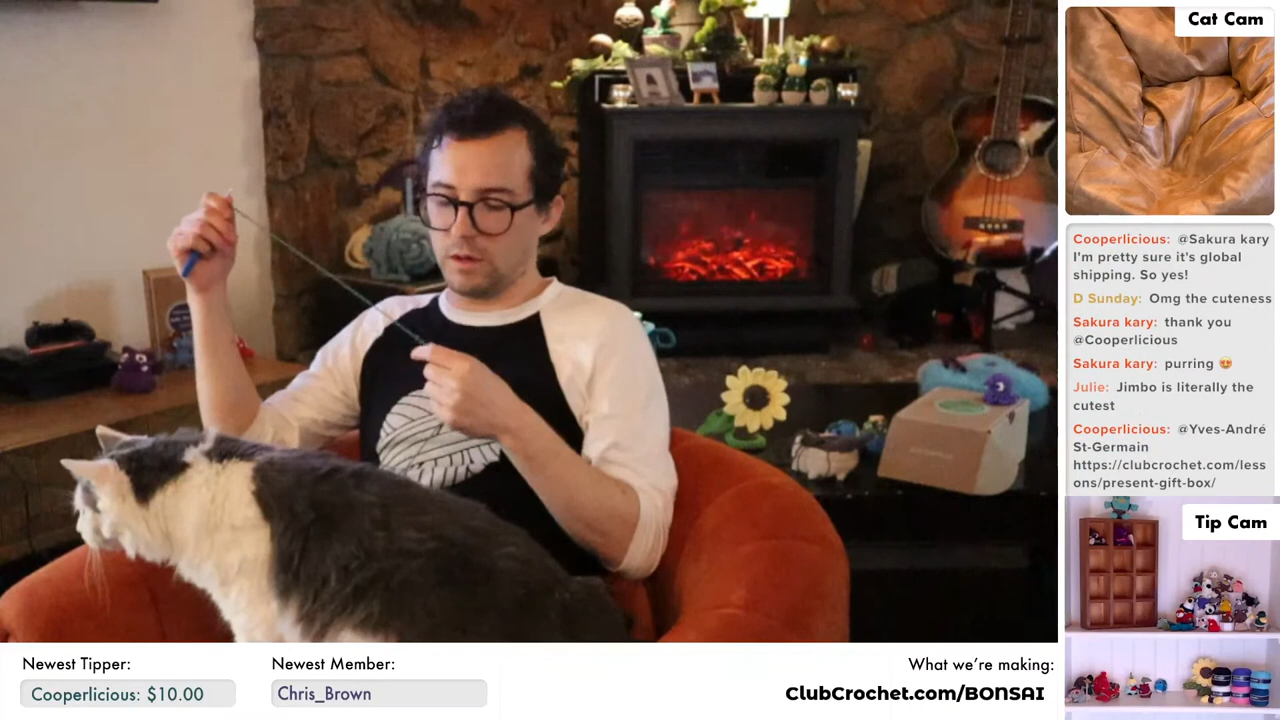 Cat Cam
Cooperlicious: @Sakura kary
I'm pretty sure it's global
shipping. So yes!
D Sunday: Omg the cuteness
Sakura kary: thank you
@Cooperlicious
Sakura kary: purring 😍
Julie: Jimbo is literally the
cutest
Cooperlicious: @Yves-André
St-Germain
https://clubcrochet.com/less
ons/present-gift-box/
Tip Cam
A
Newest Tipper:
Cooperlicious: $10.00
Newest Member:
Chris_Brown
What we're making:
ClubCrochet.com/BONSAI